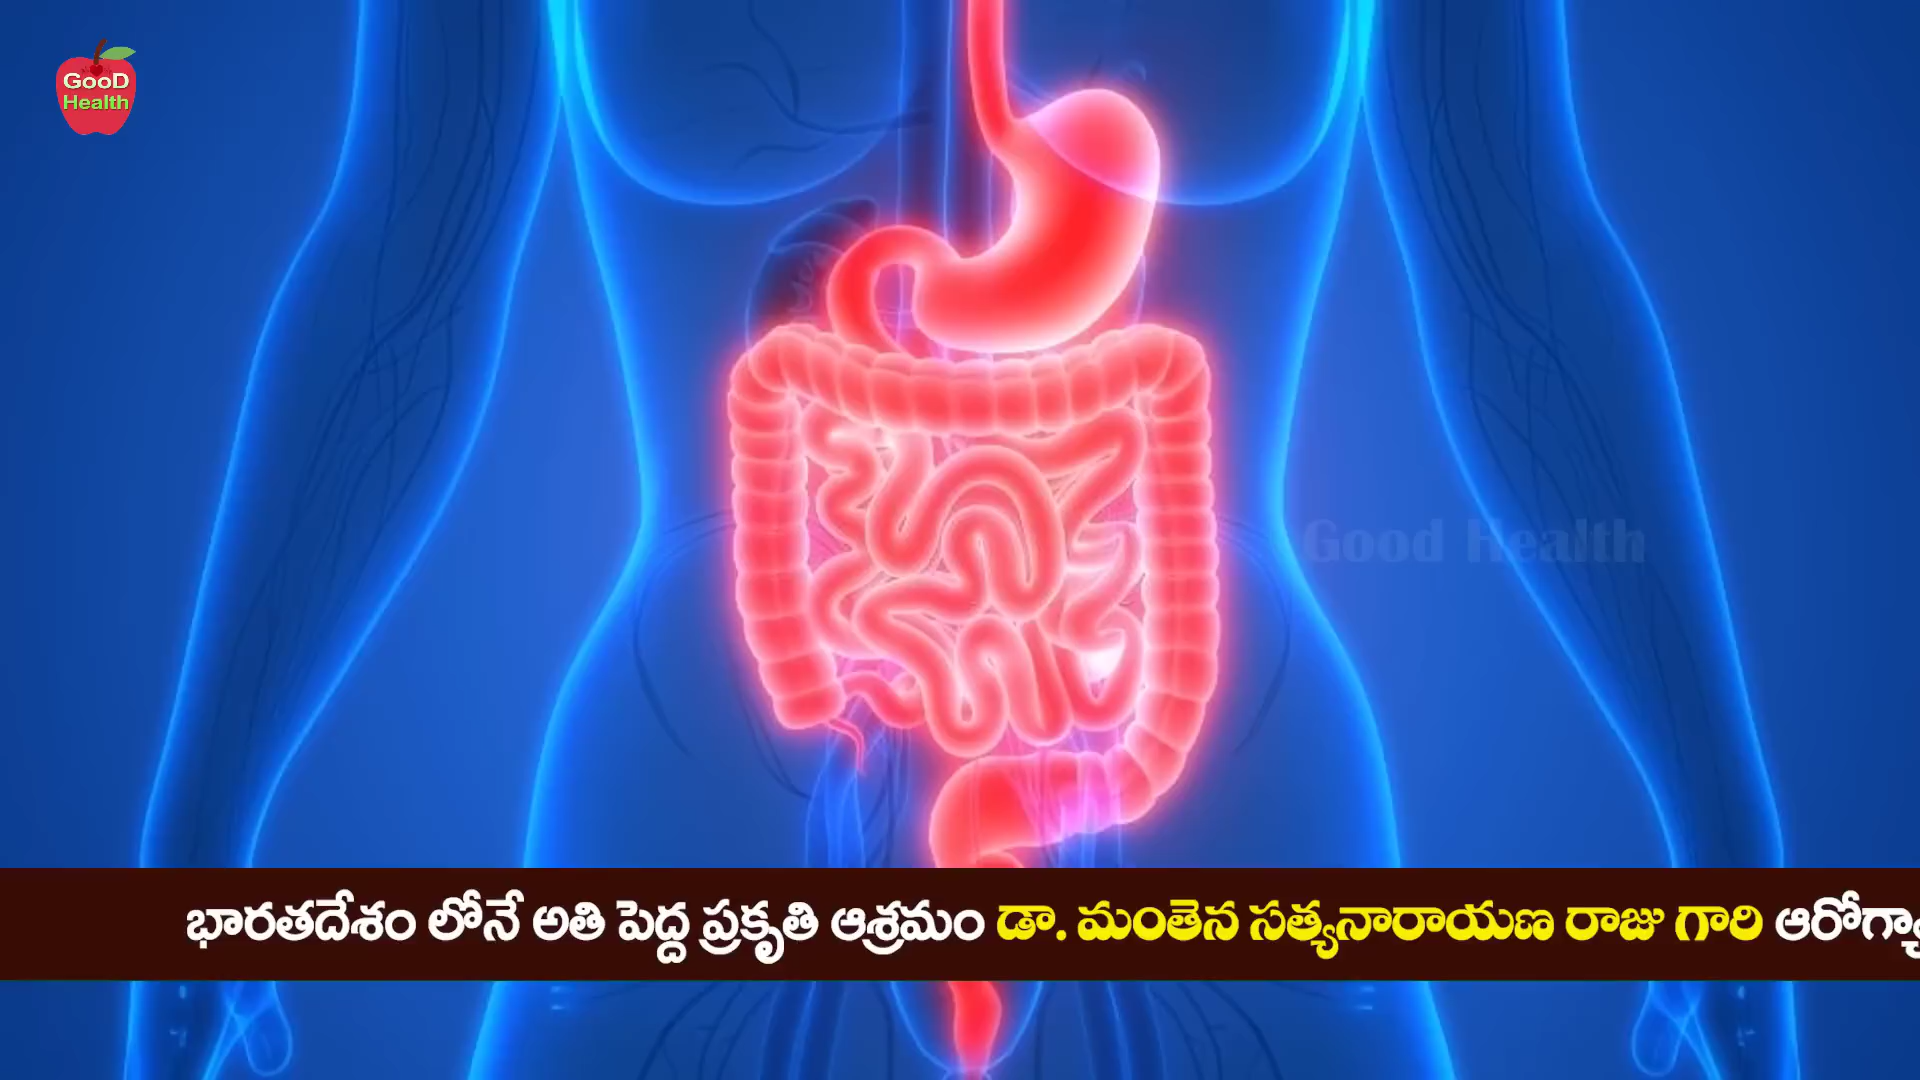 GooD
Health
Good Health
భారతదేశం లోనే అతి పెద్ద ప్రకృతి ఆశ్రమం డా. మంతెన సత్యనారాయణ రాజు గారి